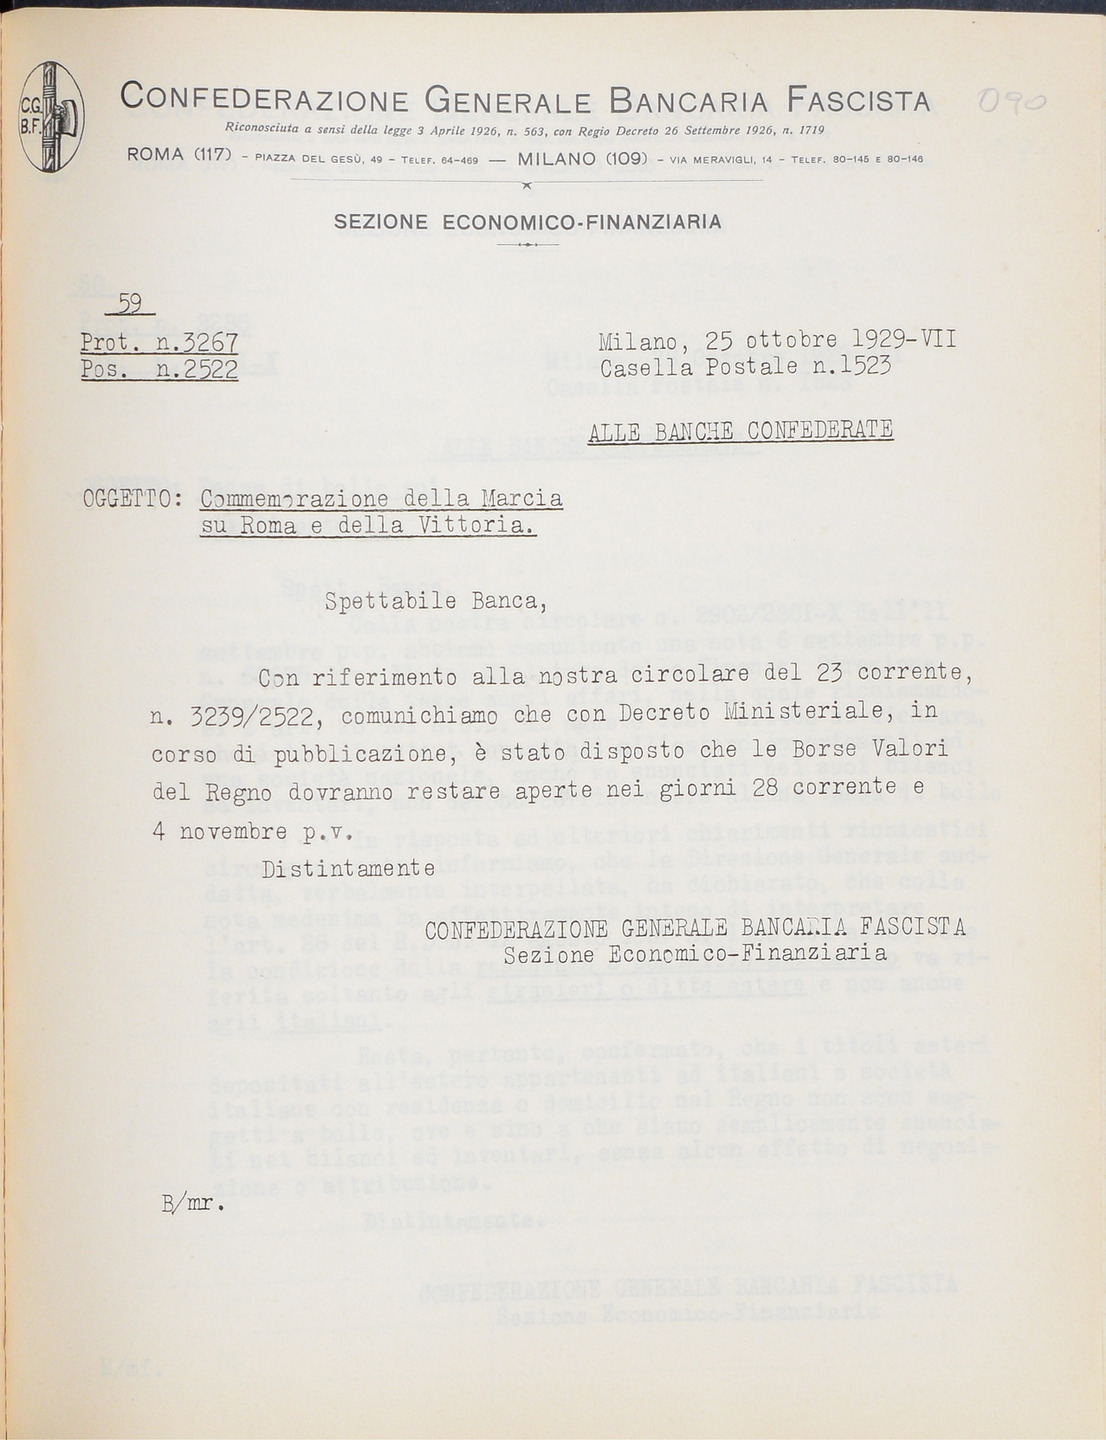 C.G.
B.F.
CONFEDERAZIONE GENERALE BANCARIA FASCISTA
090
Riconosciuta a sensi della legge 3 Aprile 1926, n. 563, con Regio Decreto 26 Settembre 1926, n. 1719
ROMA (117) - PIAZZA DEL GESÙ, 49 - TELEF. 64-469 — MILANO (109) - VIA MERAVIGLI, 14 - TELEF. 80-145 E 80-146
SEZIONE ECONOMICO-FINANZIARIA
59
Prot. n.3267
Pos. n.2522
Milano, 25 ottobre 1929-VII
Casella Postale n.1523
ALLE BANCHE CONFEDERATE
OGGETTO: Commemorazione della Marcia
su Roma e della Vittoria.
Spettabile Banca,
Con riferimento alla nostra circolare del 23 corrente,
n. 3239/2522, comunichiamo che con Decreto Ministeriale, in
corso di pubblicazione, è stato disposto che le Borse Valori
del Regno dovranno restare aperte nei giorni 28 corrente e
4 novembre p.v.
Distintamente
CONFEDERAZIONE GENERALE BANCARIA FASCISTA
Sezione Economico-Finanziaria
B/mr.